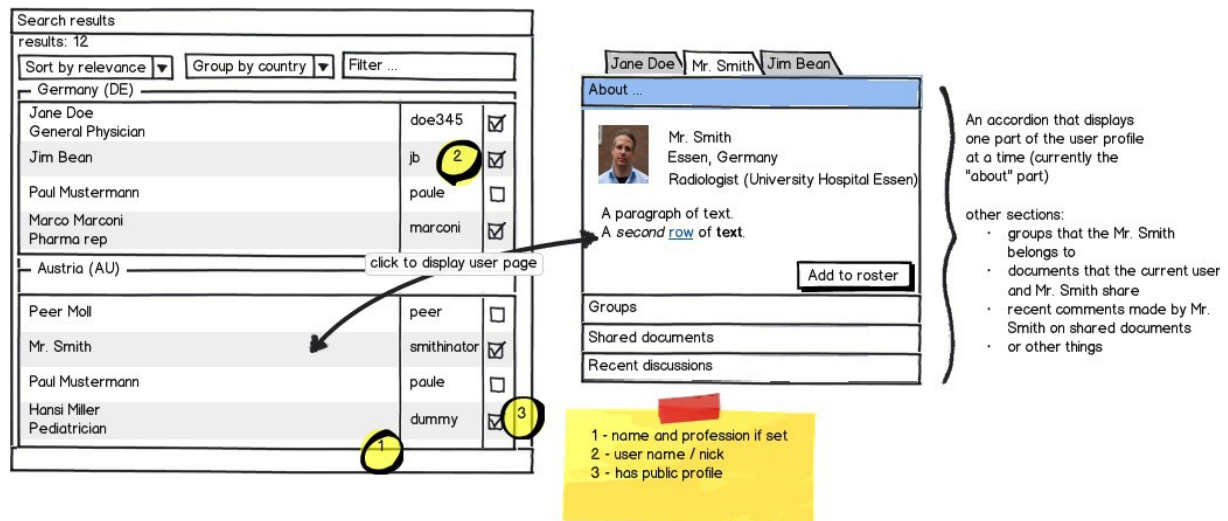 Search results
results: 12
Sort by relevance
Group by country
Filter ...
Germany (DE)
Jane Doe
General Physician
doe345
Jim Bean
jb
2
Paul Mustermann
paule
Marco Marconi
Pharma rep
marconi
click to display user page
Austria (AU)
Peer Moll
peer
Mr. Smith
smithinator
Paul Mustermann
paule
Hansi Miller
Pediatrician
dummy
3
1
Jane Doe
Mr. Smith
Jim Bean
About ...
Mr. Smith
Essen, Germany
Radiologist (University Hospital Essen)
A paragraph of text.
A second row of text.
Add to roster
Groups
Shared documents
Recent discussions
An accordion that displays
one part of the user profile
at a time (currently the
"about" part)
other sections:
· groups that the Mr. Smith
belongs to
· documents that the current user
and Mr. Smith share
· recent comments made by Mr.
Smith on shared documents
· or other things
1 - name and profession if set
2 - user name / nick
3 - has public profile